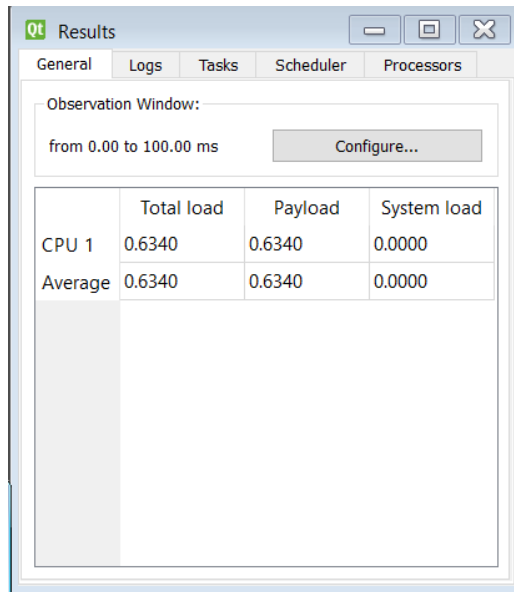 Qt Results
General Logs Tasks Scheduler Processors
Observation Window:
from 0.00 to 100.00 ms Configure...
Total load Payload System load
CPU 1 0.6340 0.6340 0.0000
Average 0.6340 0.6340 0.0000